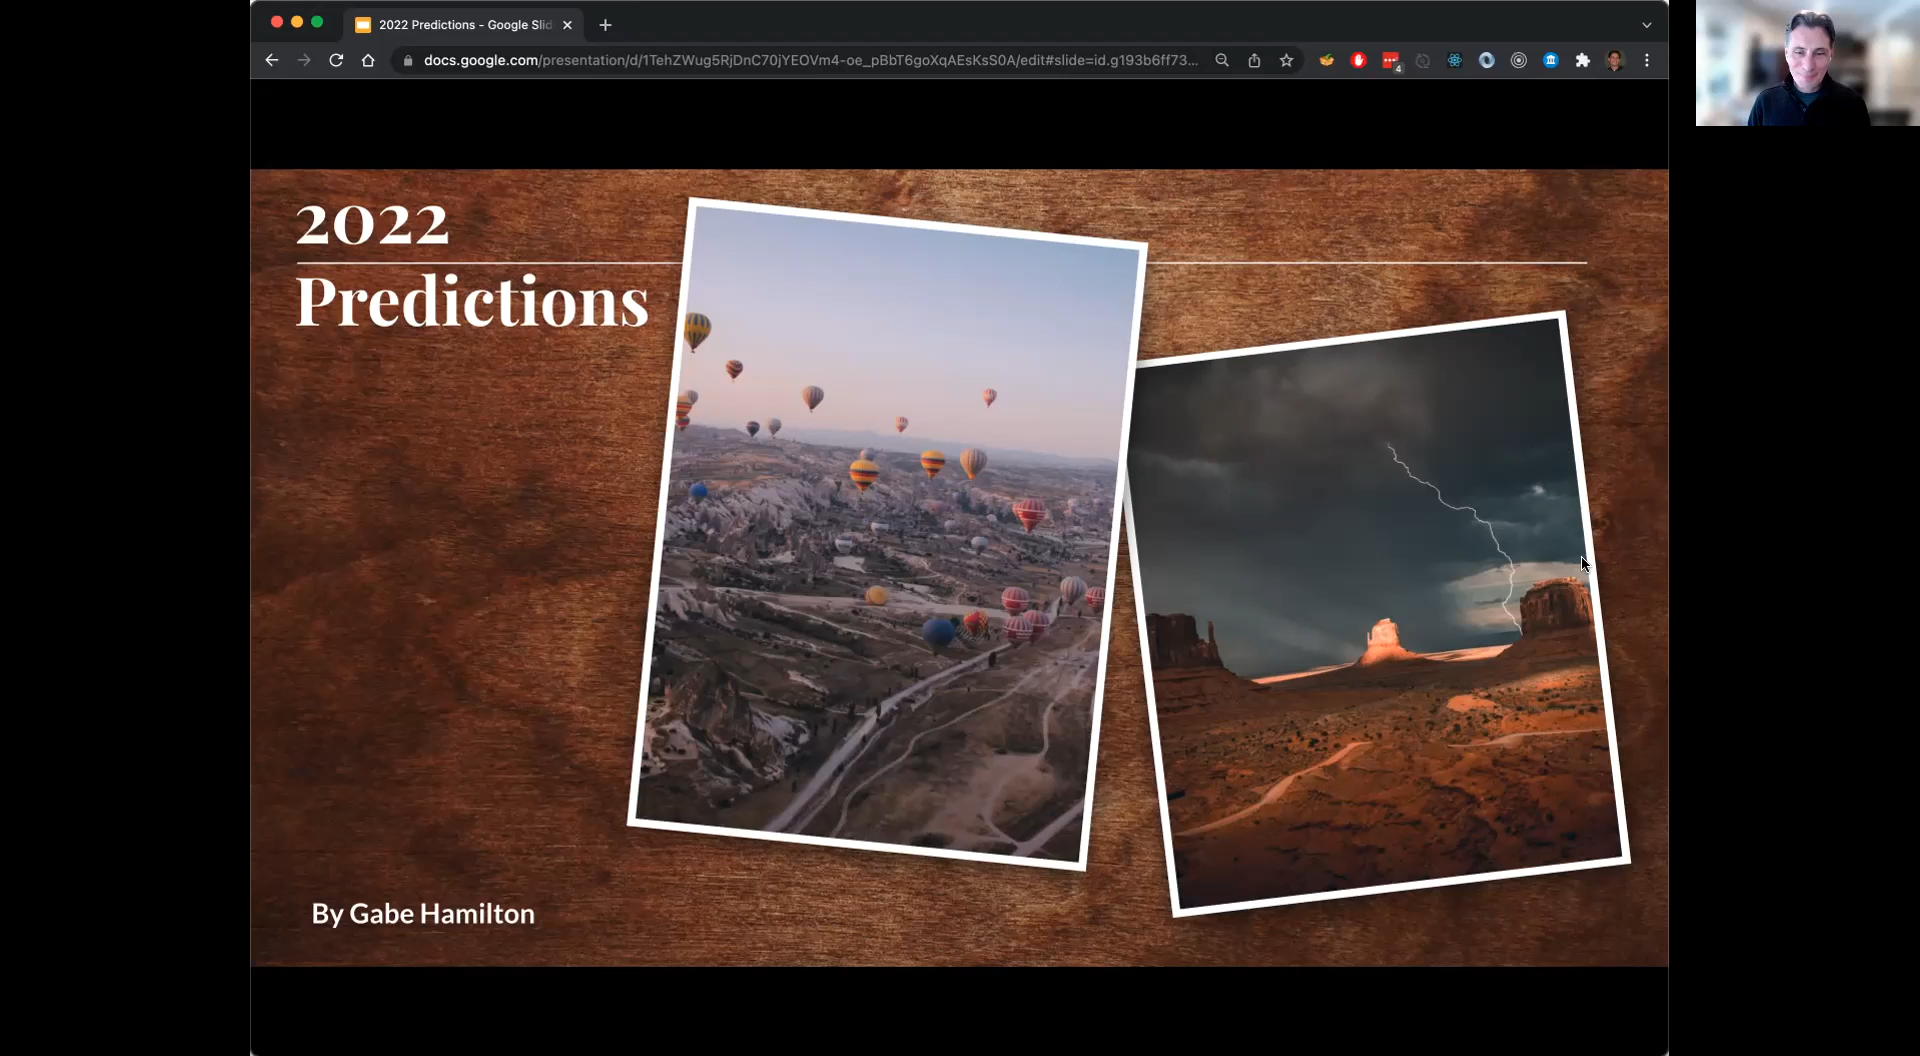 2022 Predictions - Google Slid
docs.google.com/presentation/d/1TehZWug5RjDnC70jYEOVm4-oe_pBbT6goXqAEsKsS0A/edit#slide=id.g193b6ff73...
4
2022
Predictions
By Gabe Hamilton